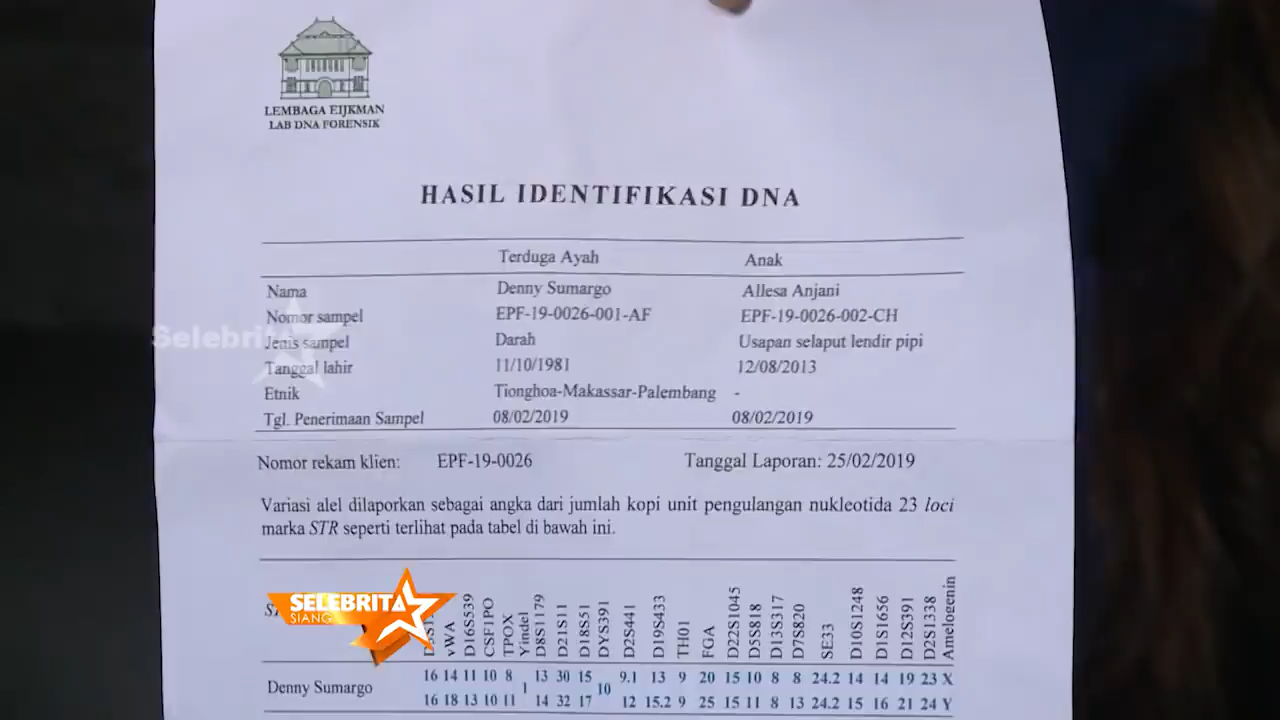 LEMBAGA EIJKMAN
LAB DNA FORENSIK
HASIL IDENTIFIKASI DNA
Terduga Ayah Anak
Nama Denny Sumargo Allesa Anjani
Nomor sampel EPF-19-0026-001-AF EPF-19-0026-002-CH
Selebrita
Jenis sampel Darah Usapan selaput lendir pipi
Tanggal lahir 11/10/1981 12/08/2013
Etnik Tionghoa-Makassar-Palembang -
Tgl. Penerimaan Sampel 08/02/2019 08/02/2019
Nomor rekam klien: EPF-19-0026 Tanggal Laporan: 25/02/2019
Variasi alel dilaporkan sebagai angka dari jumlah kopi unit pengulangan nukleotida 23 loci
marka STR seperti terlihat pada tabel di bawah ini.
vWA D16S539 CSF1PO TPOX Yindel D8S1179 D21S11 D18S51 DYS391 D2S441 D19S433 TH01 FGA D22S1045 D5S818 D13S317 D7S820 SE33 D10S1248 D1S1656 D12S391 D2S1338 Amelogenin
SELEBRITA
SIANG
Denny Sumargo
16 14 11 10 8 1 13 30 15 10 9.1 13 9 20 15 10 8 8 24.2 14 14 19 23 X
16 18 13 10 11 14 32 17 12 15.2 9 25 15 11 8 13 24.2 15 16 21 24 Y